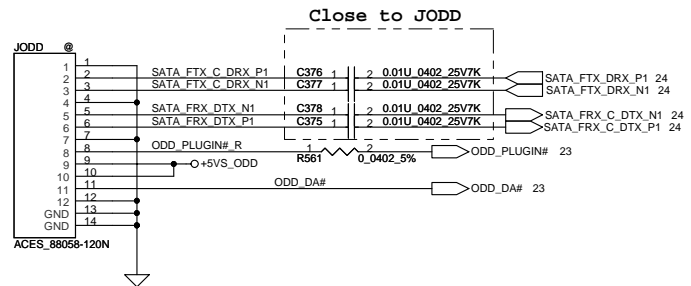 Close to JODD
JODD @
1 1
2 2 SATA_FTX_C_DRX_P1 C376 1 2 0.01U_0402_25V7K SATA_FTX_DRX_P1 24
3 3 SATA_FTX_C_DRX_N1 C377 1 2 0.01U_0402_25V7K SATA_FTX_DRX_N1 24
4 4
5 5 SATA_FRX_DTX_N1 C378 1 2 0.01U_0402_25V7K SATA_FRX_C_DTX_N1 24
6 6 SATA_FRX_DTX_P1 C375 1 2 0.01U_0402_25V7K SATA_FRX_C_DTX_P1 24
7 7
8 8 ODD_PLUGIN#_R 1 2 ODD_PLUGIN# 23
R561 0_0402_5%
9 9 +5VS_ODD
10 10
11 11 ODD_DA# ODD_DA# 23
12 12
GND 13
GND 14
ACES_88058-120N